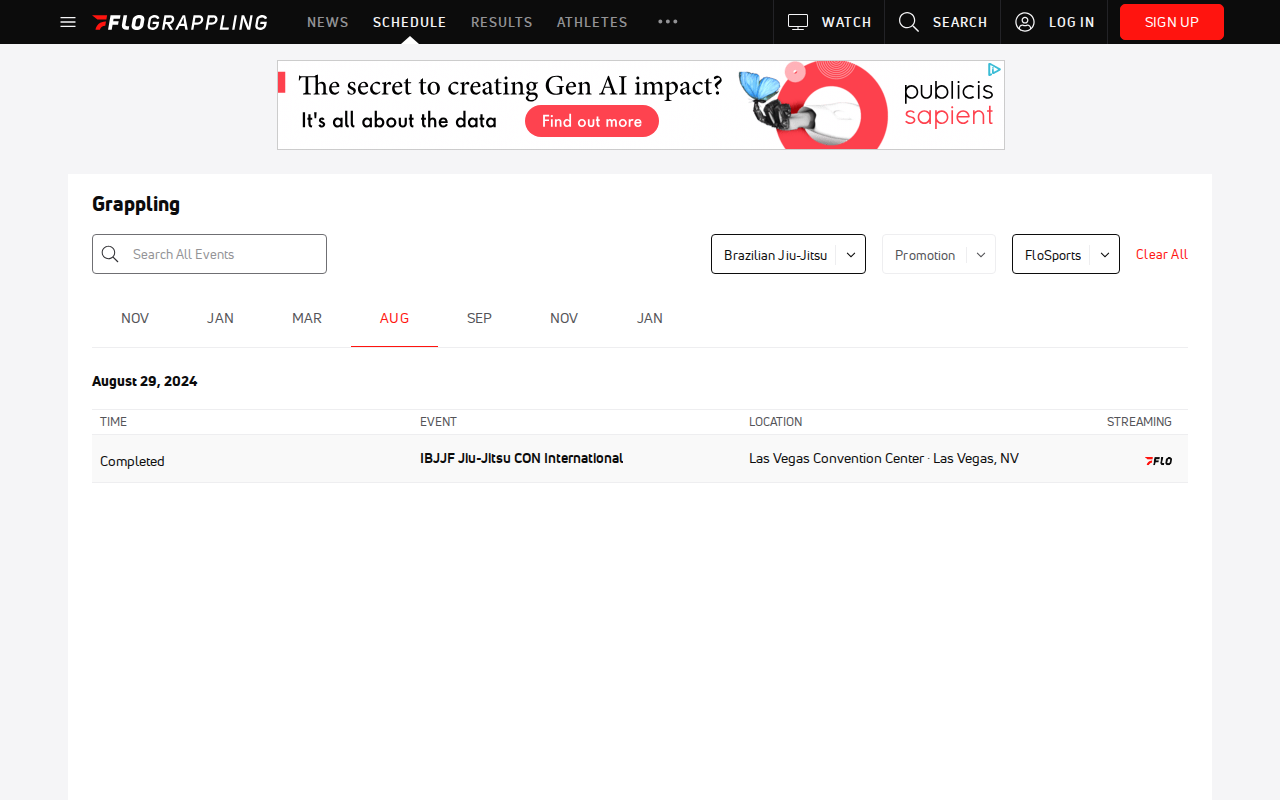 FLOGRAPPLING NEWS SCHEDULE RESULTS ATHLETES WATCH SEARCH LOG IN SIGN UP
The secret to creating Gen AI impact?
It's all about the data Find out more
publicis
sapient
Grappling
Search All Events Brazilian Jiu-Jitsu Promotion FloSports Clear All
NOV JAN MAR AUG SEP NOV JAN
August 29, 2024
TIME EVENT LOCATION STREAMING
Completed IBJJF Jiu-Jitsu CON International Las Vegas Convention Center · Las Vegas, NV FLO